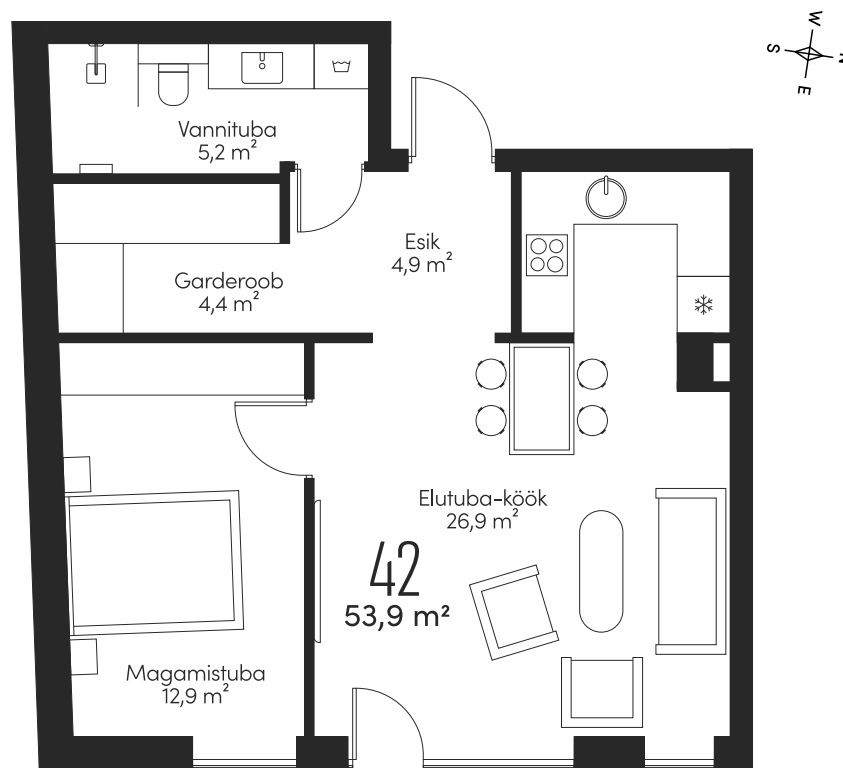 W
S
N
E
Vannituba
5,2 m²
Esik
4,9 m²
Garderoob
4,4 m²
Elutuba-köök
26,9 m²
42
53,9 m²
Magamistuba
12,9 m²